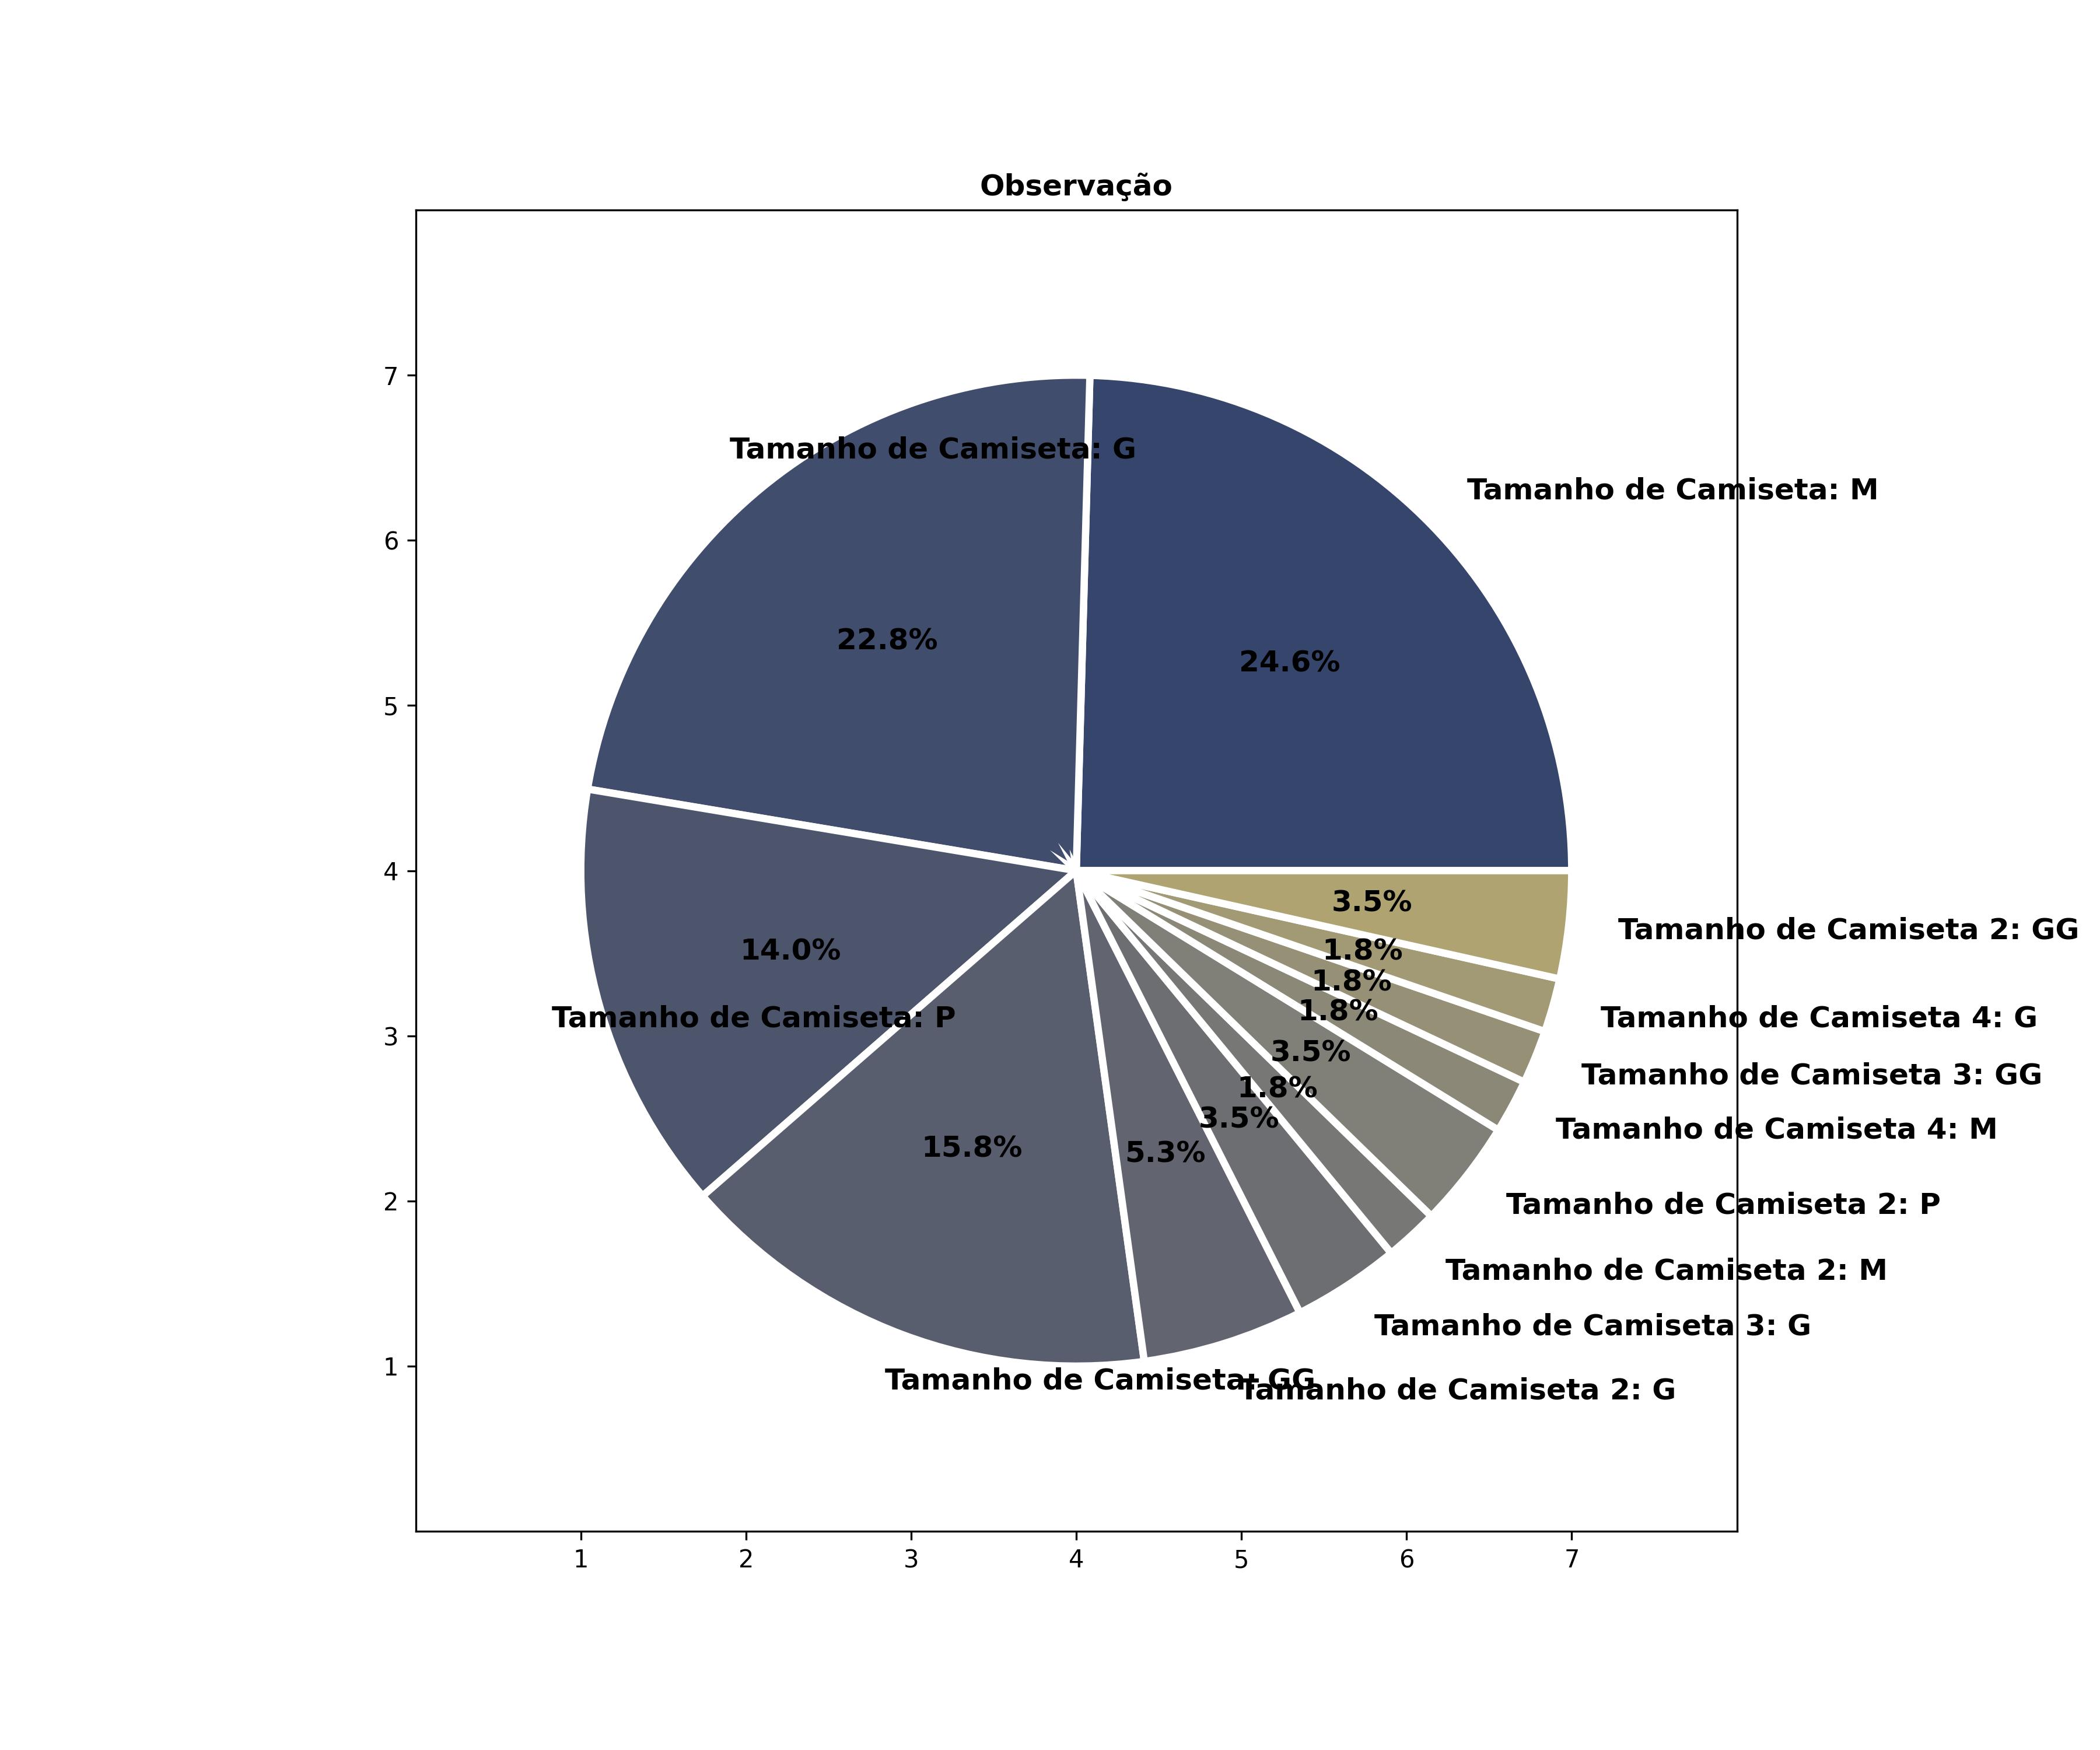 Observação
7
6
5
4
3
2
1
Tamanho de Camiseta: G
Tamanho de Camiseta: M
22.8%
24.6%
3.5%
Tamanho de Camiseta 2: GG
14.0%
1.8%
1.8%
1.8%
Tamanho de Camiseta: P
Tamanho de Camiseta 4: G
3.5%
Tamanho de Camiseta 3: GG
1.8%
3.5%
Tamanho de Camiseta 4: M
15.8%
5.3%
Tamanho de Camiseta 2: P
Tamanho de Camiseta 2: M
Tamanho de Camiseta 3: G
Tamanho de Camiseta: GG
Tamanho de Camiseta 2: G
1 2 3 4 5 6 7